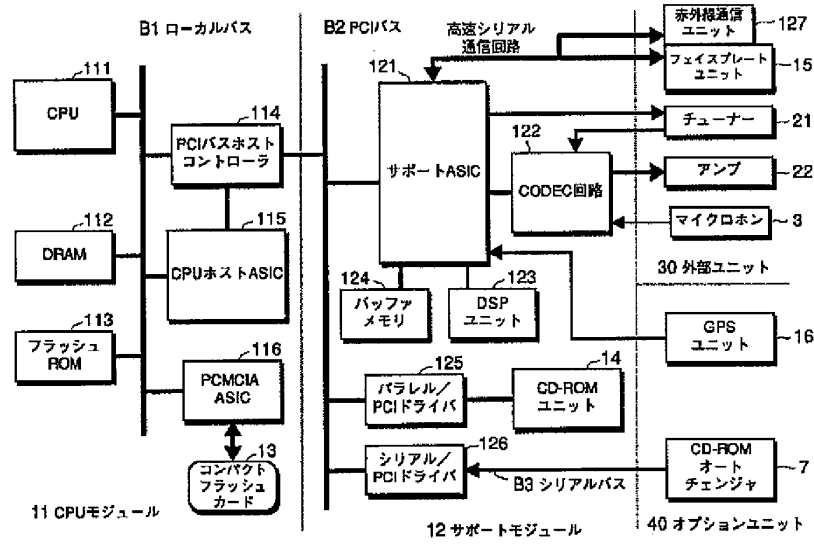 B1 ローカルバス
B2 PCIバス
高速シリアル
通信回路
赤外線通信
ユニット
127
フェイスプレート
ユニット
15
111
CPU
121
サポートASIC
チューナー
21
114
PCIバスホスト
コントローラ
122
CODEC回路
アンプ
22
マイクロホン
3
30 外部ユニット
112
DRAM
115
CPUホストASIC
124
バッファ
メモリ
123
DSP
ユニット
GPS
ユニット
16
113
フラッシュ
ROM
116
PCMCIA
ASIC
125
パラレル／
PCIドライバ
14
CD-ROM
ユニット
13
コンパクト
フラッシュ
カード
126
シリアル／
PCIドライバ
B3 シリアルバス
CD-ROM
オート
チェンジャ
7
11 CPUモジュール
12 サポートモジュール
40 オプションユニット